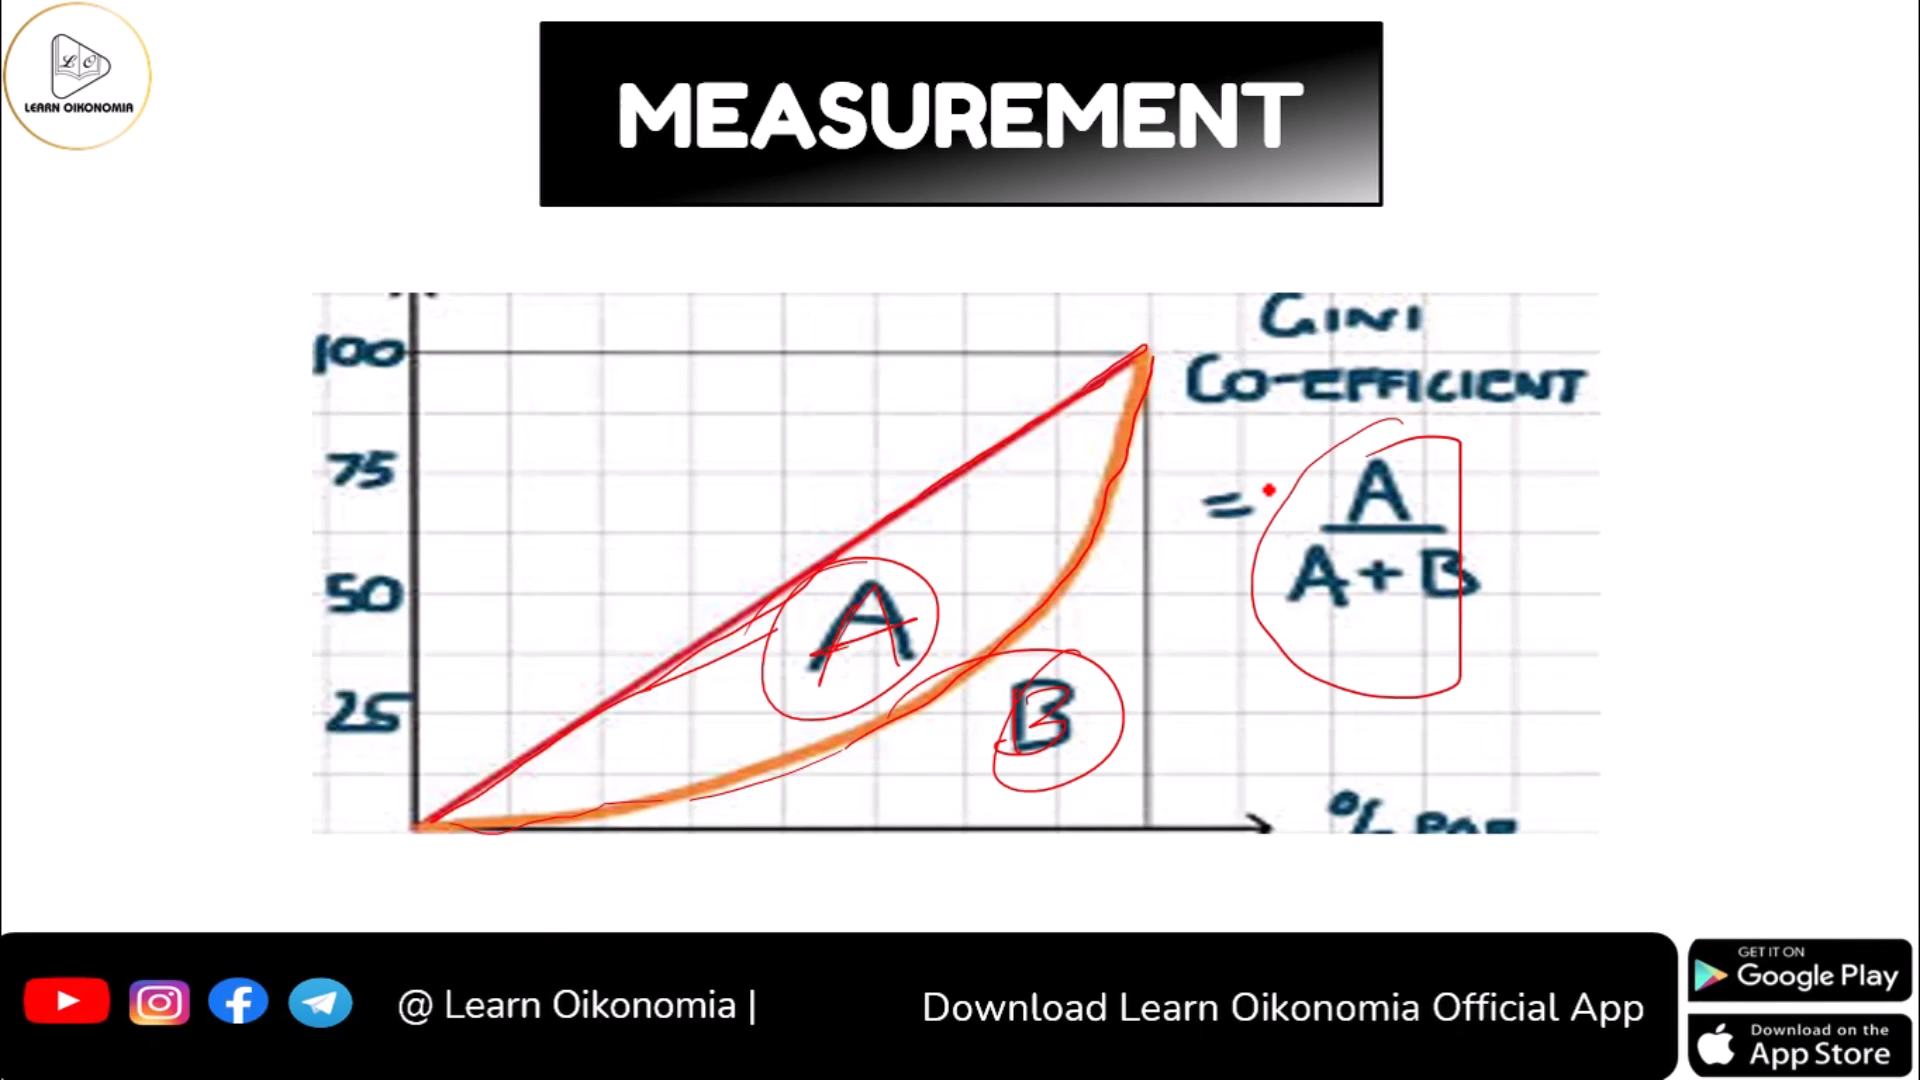 L O
LEARN OIKONOMIA
MEASUREMENT
GINI
CO-EFFICIENT
100
75
50
25
= A
A+B
A
B
%
@ Learn Oikonomia |
Download Learn Oikonomia Official App
GET IT ON
Google Play
Download on the
App Store